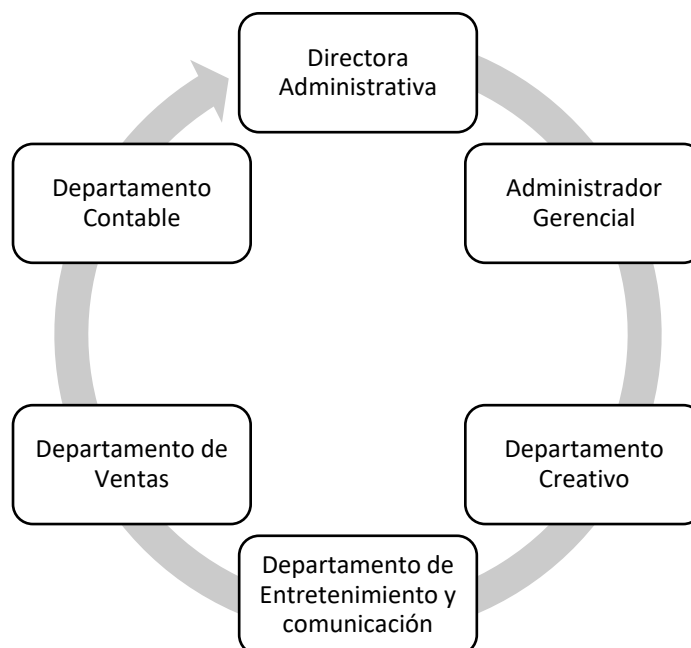 Directora
Administrativa
Administrador
Gerencial
Departamento
Creativo
Departamento de
Entretenimiento y
comunicación
Departamento de
Ventas
Departamento
Contable